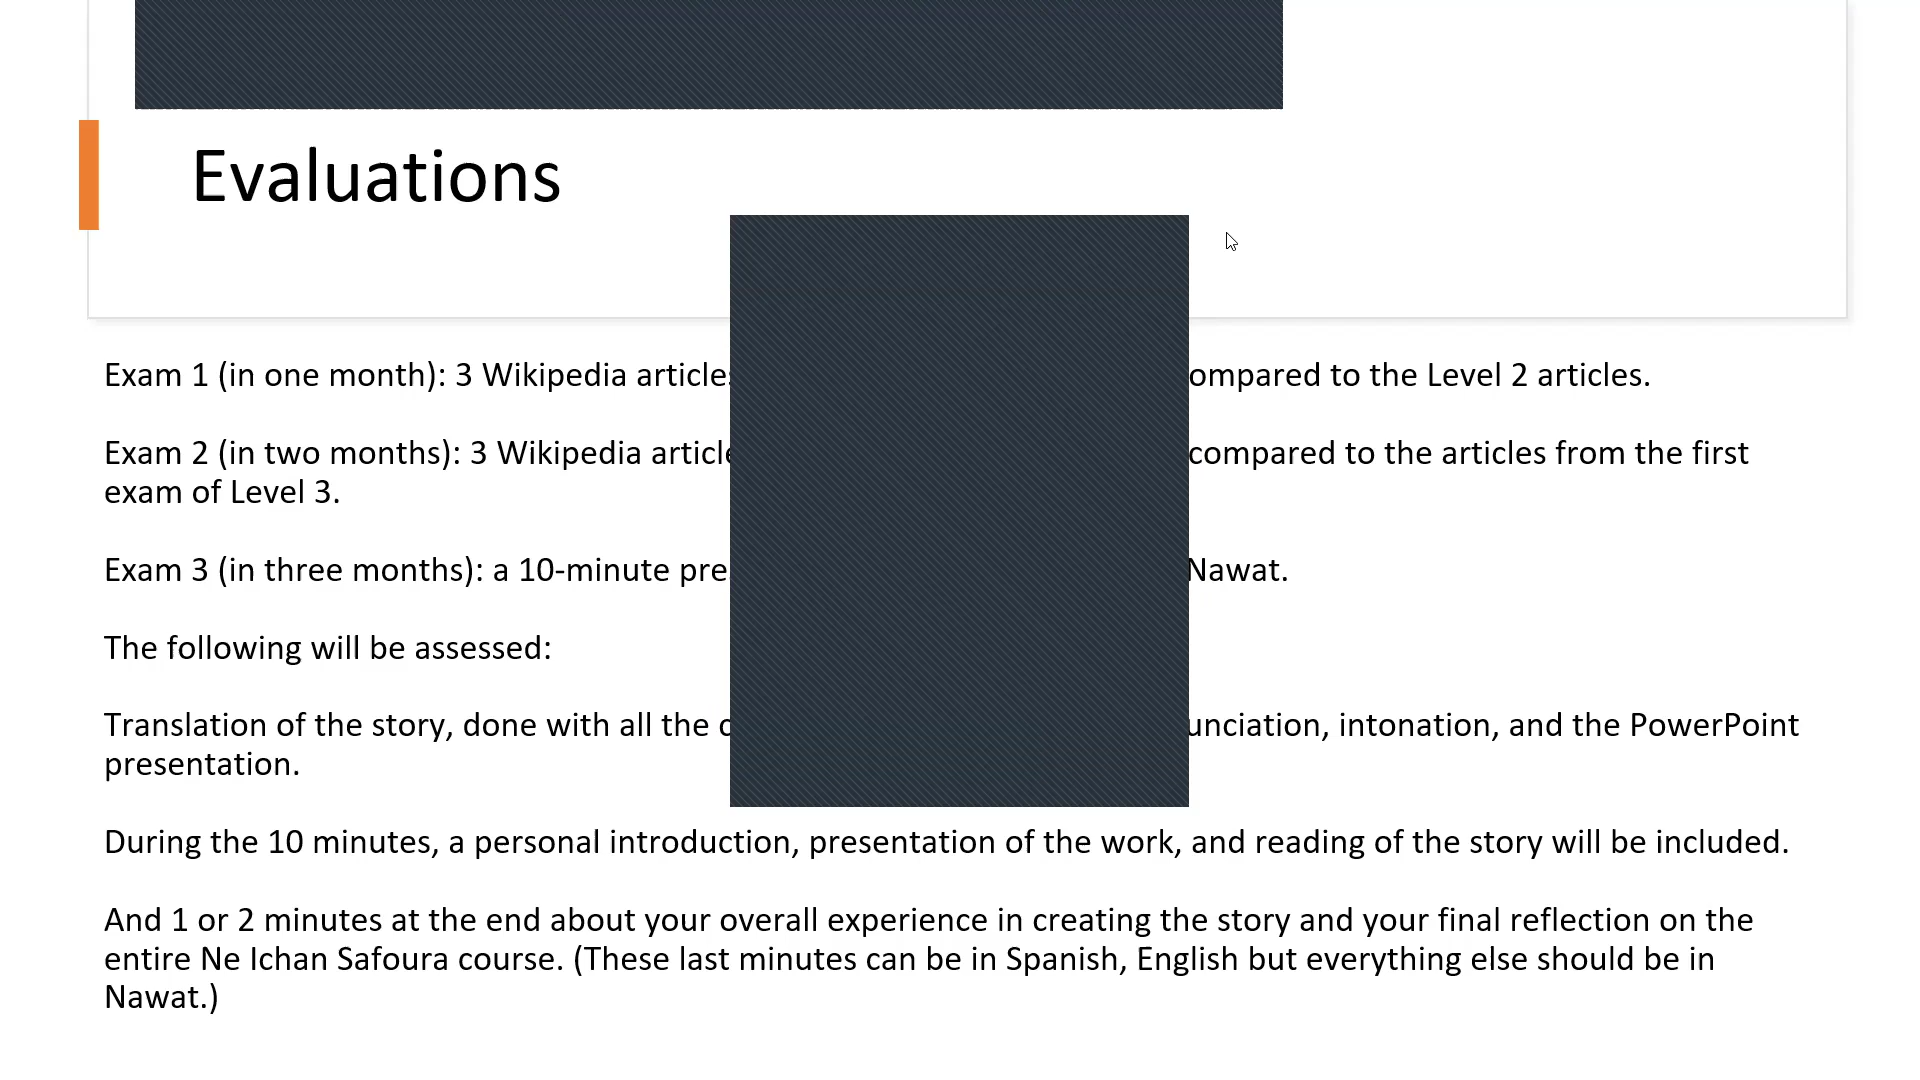 Evaluations
Exam 1 (in one month): 3 Wikipedia compared to the Level 2 articles.
Exam 2 (in two months): 3 Wikipedia compared to the articles from the first
exam of Level 3.
Exam 3 (in three months): a 10-minute Nawat.
The following will be assessed:
Translation of the story, done with all the intonation, and the PowerPoint
presentation.
During the 10 minutes, a personal introduction, presentation of the work, and reading of the story will be included.
And 1 or 2 minutes at the end about your overall experience in creating the story and your final reflection on the
entire Ne Ichan Safoura course. (These last minutes can be in Spanish, English but everything else should be in
Nawat.)